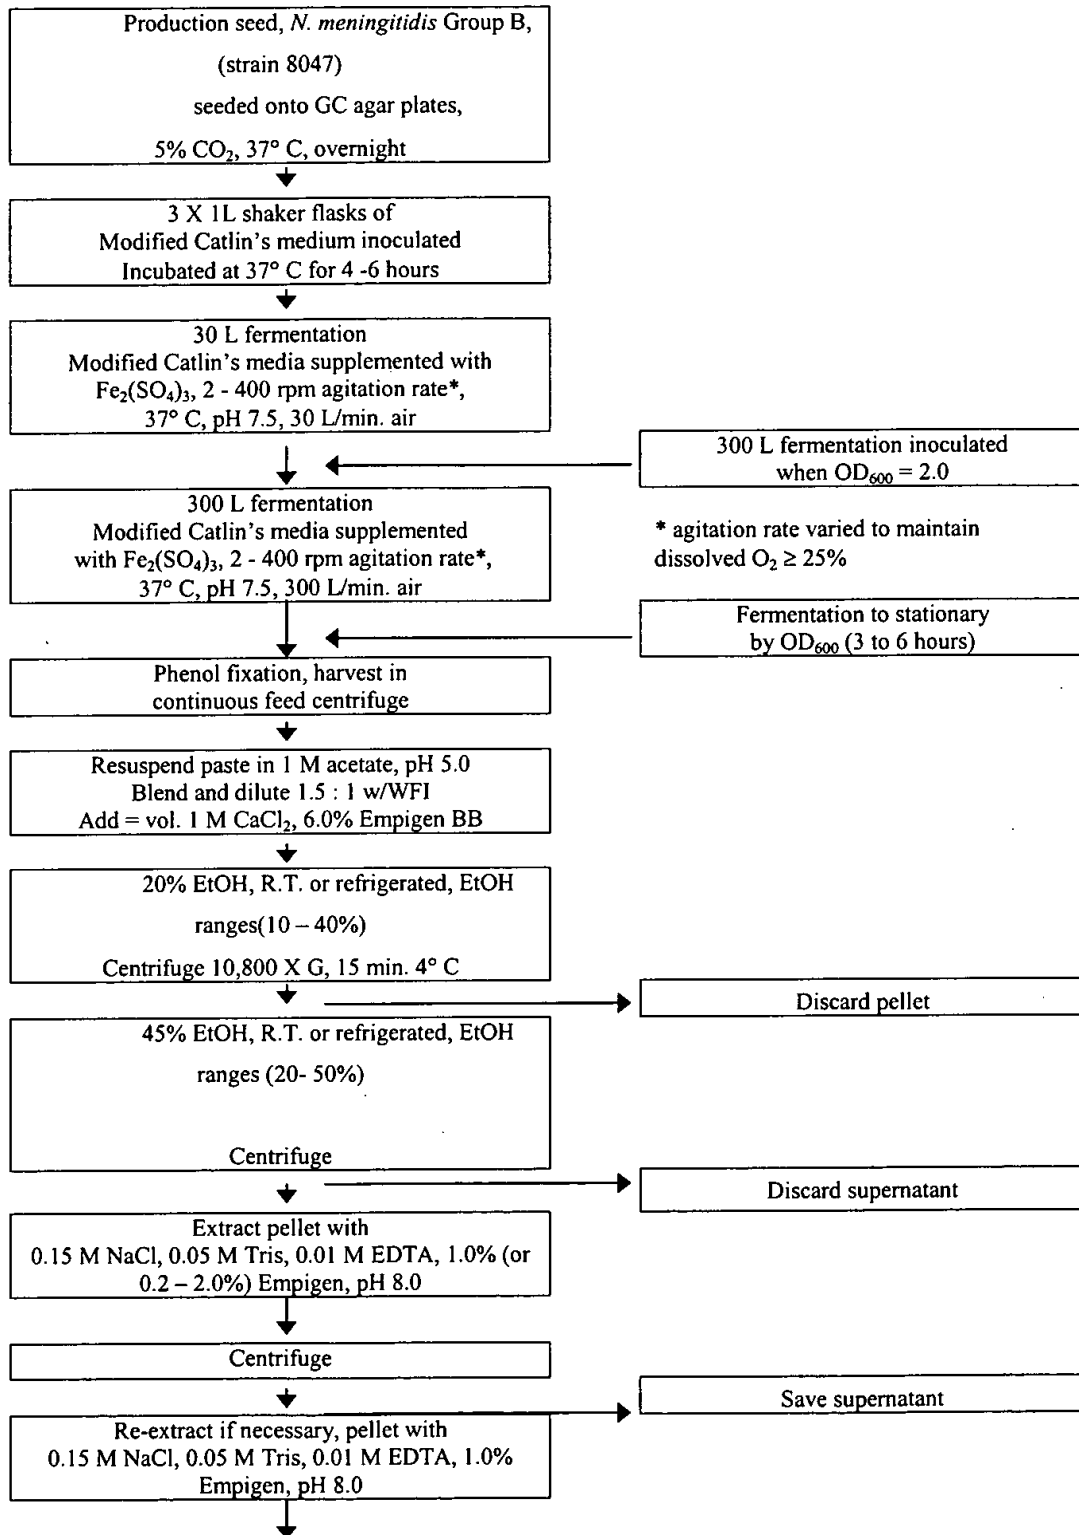 Production seed, N. meningitidis Group B,
(strain 8047)
seeded onto GC agar plates,
5% CO₂, 37° C, overnight
3 X 1L shaker flasks of
Modified Catlin's medium inoculated
Incubated at 37° C for 4 -6 hours
30 L fermentation
Modified Catlin's media supplemented with
Fe₂(SO₄)₃, 2 - 400 rpm agitation rate*,
37° C, pH 7.5, 30 L/min. air
300 L fermentation inoculated
when OD₆₀₀ = 2.0
300 L fermentation
Modified Catlin's media supplemented
with Fe₂(SO₄)₃, 2 - 400 rpm agitation rate*,
37° C, pH 7.5, 300 L/min. air
* agitation rate varied to maintain
dissolved O₂ ≥ 25%
Fermentation to stationary
by OD₆₀₀ (3 to 6 hours)
Phenol fixation, harvest in
continuous feed centrifuge
Resuspend paste in 1 M acetate, pH 5.0
Blend and dilute 1.5 : 1 w/WFI
Add = vol. 1 M CaCl₂, 6.0% Empigen BB
20% EtOH, R.T. or refrigerated, EtOH
ranges(10 – 40%)
Centrifuge 10,800 X G, 15 min. 4° C
Discard pellet
45% EtOH, R.T. or refrigerated, EtOH
ranges (20- 50%)
Centrifuge
Discard supernatant
Extract pellet with
0.15 M NaCl, 0.05 M Tris, 0.01 M EDTA, 1.0% (or
0.2 – 2.0%) Empigen, pH 8.0
Centrifuge
Save supernatant
Re-extract if necessary, pellet with
0.15 M NaCl, 0.05 M Tris, 0.01 M EDTA, 1.0%
Empigen, pH 8.0